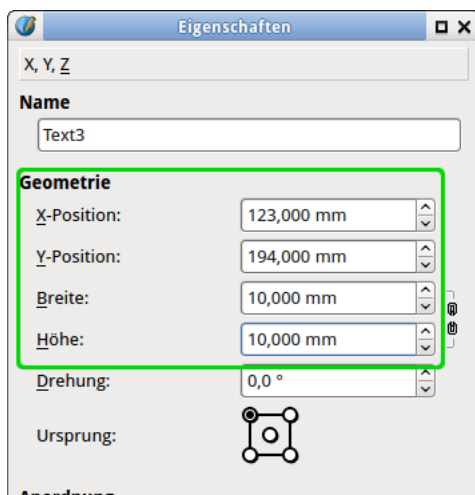 Eigenschaften
X, Y, Z
Name
Text3
Geometrie
X-Position: 123,000 mm
Y-Position: 194,000 mm
Breite: 10,000 mm
Höhe: 10,000 mm
Drehung: 0,0 °
Ursprung:
Anordnung